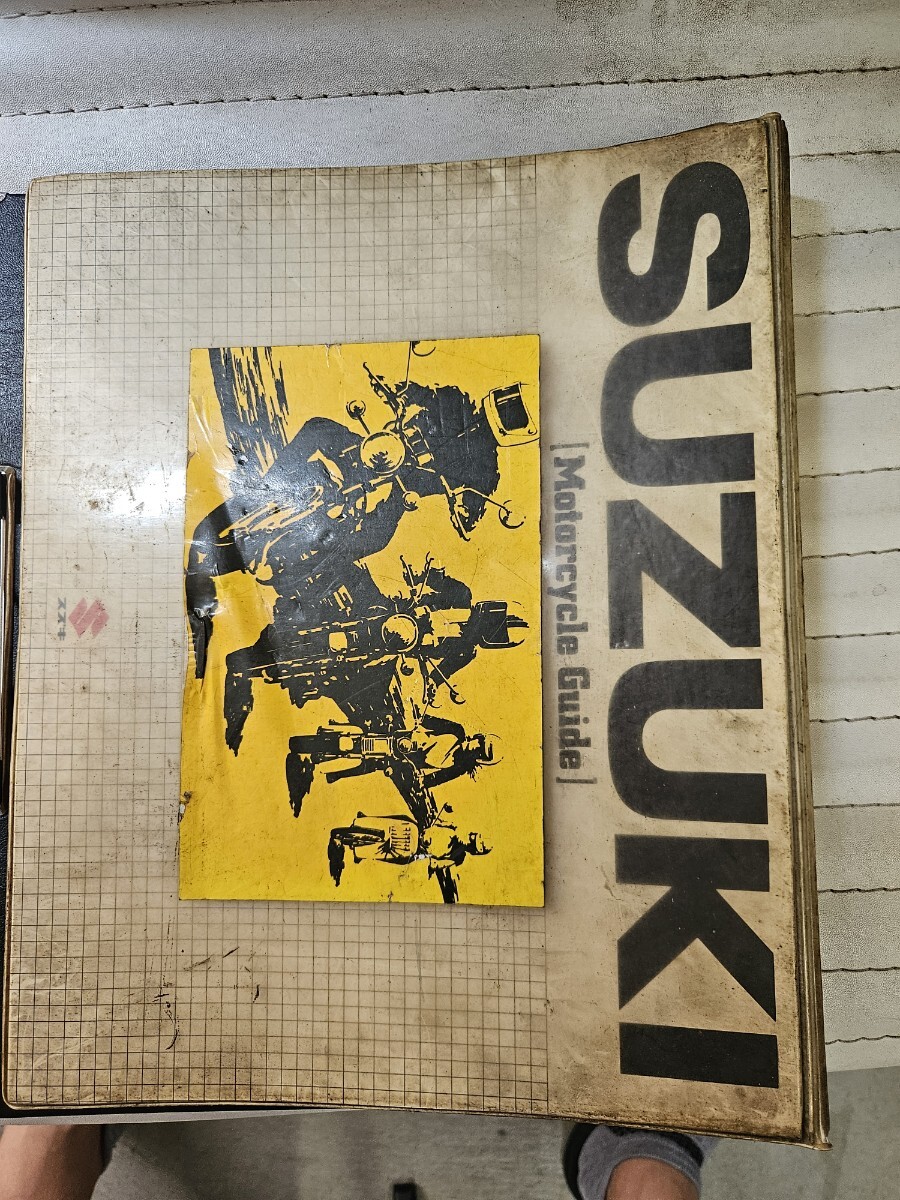 SUZUKI
[Motorcycle Guide]
スズキ